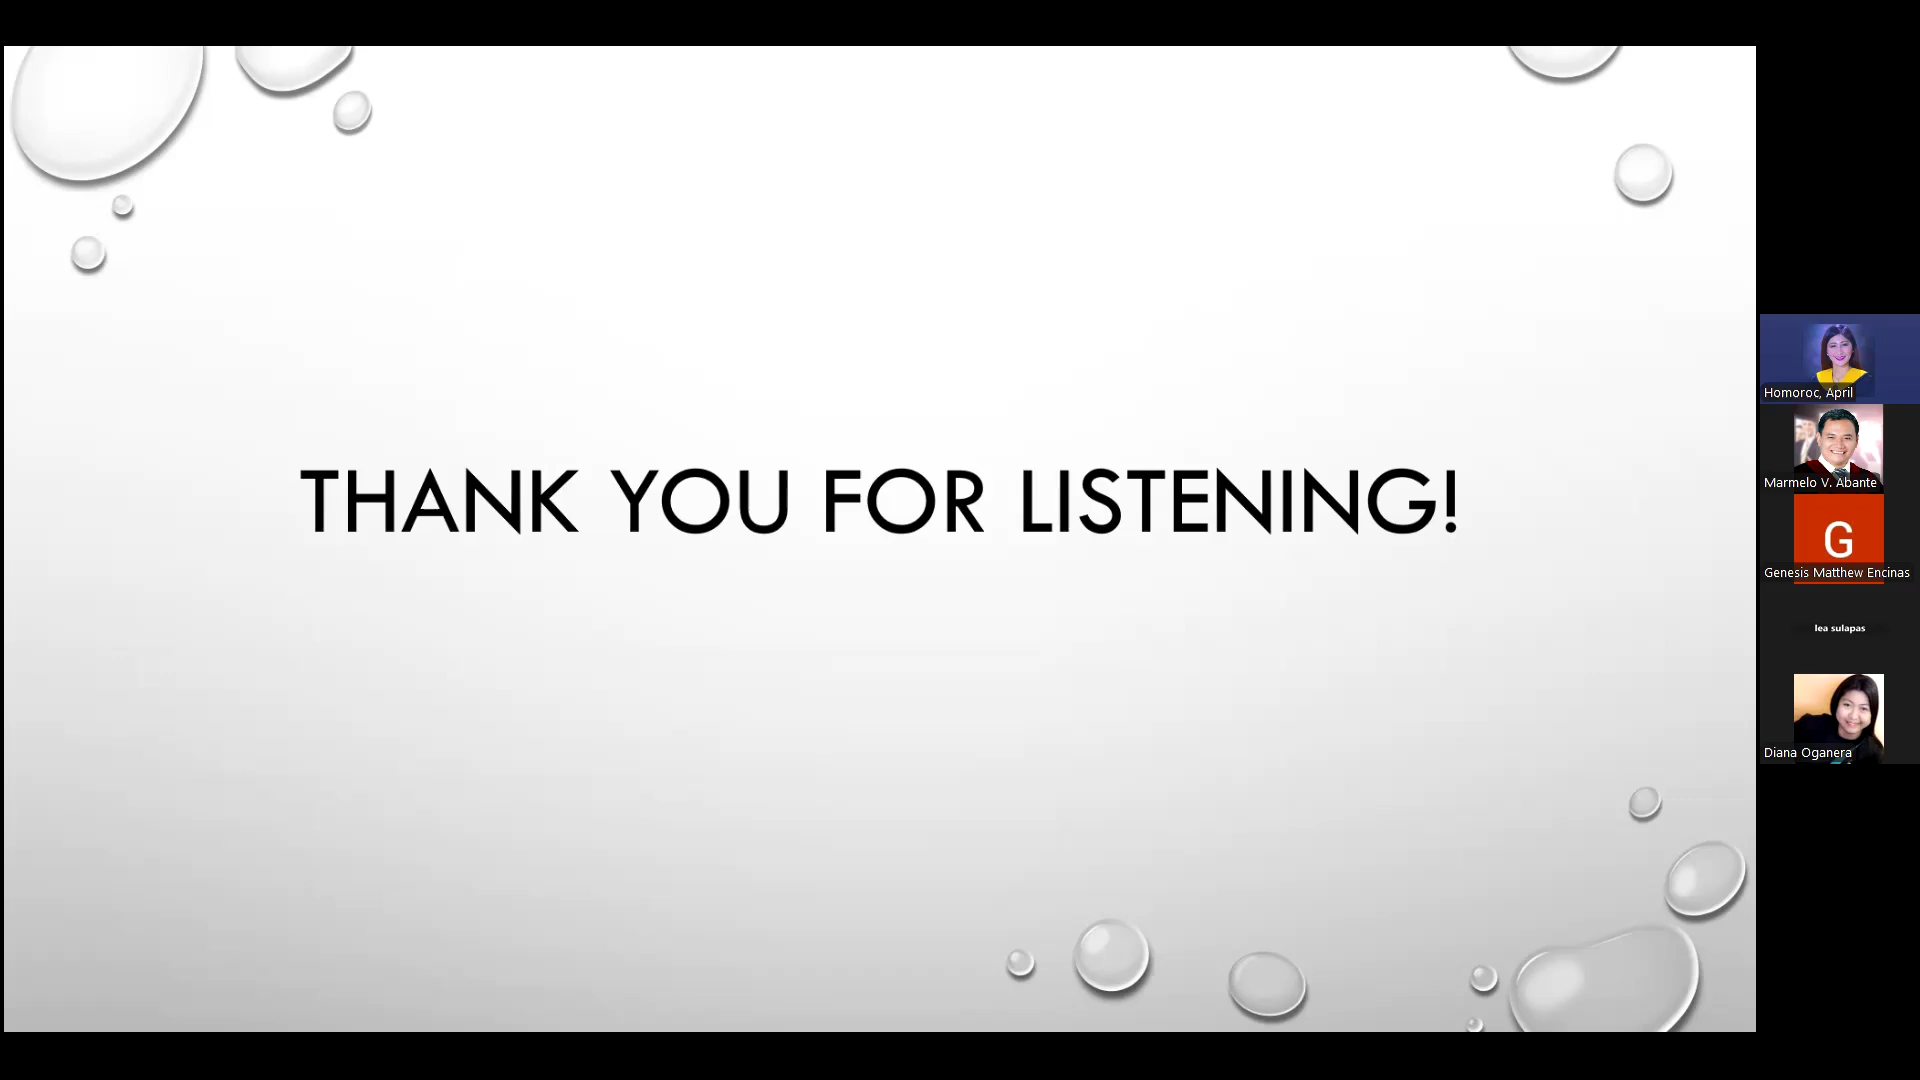 THANK YOU FOR LISTENING!
Homoroc, April
Marmelo V. Abante
G
Genesis Matthew Encinas
lea sulapas
Diana Oganera